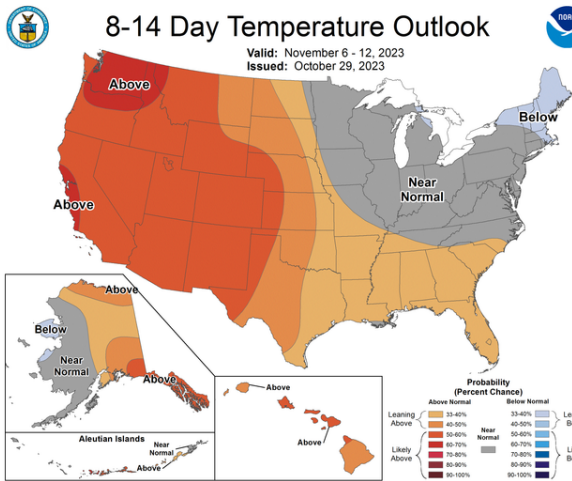 8-14 Day Temperature Outlook
Valid: November 6 - 12, 2023
Issued: October 29, 2023
NOAA
Above
Below
Near
Normal
Above
Above
Below
Near
Normal
Above
Aleutian Islands
Near
Normal
Above
Above
Above
Probability
(Percent Chance)
Above Normal
Below Normal
Leaning
Above
33-40%
40-50%
Likely
Above
50-60%
60-70%
70-80%
80-90%
90-100%
Near
Normal
33-40%
40-50%
50-60%
60-70%
70-80%
80-90%
90-100%